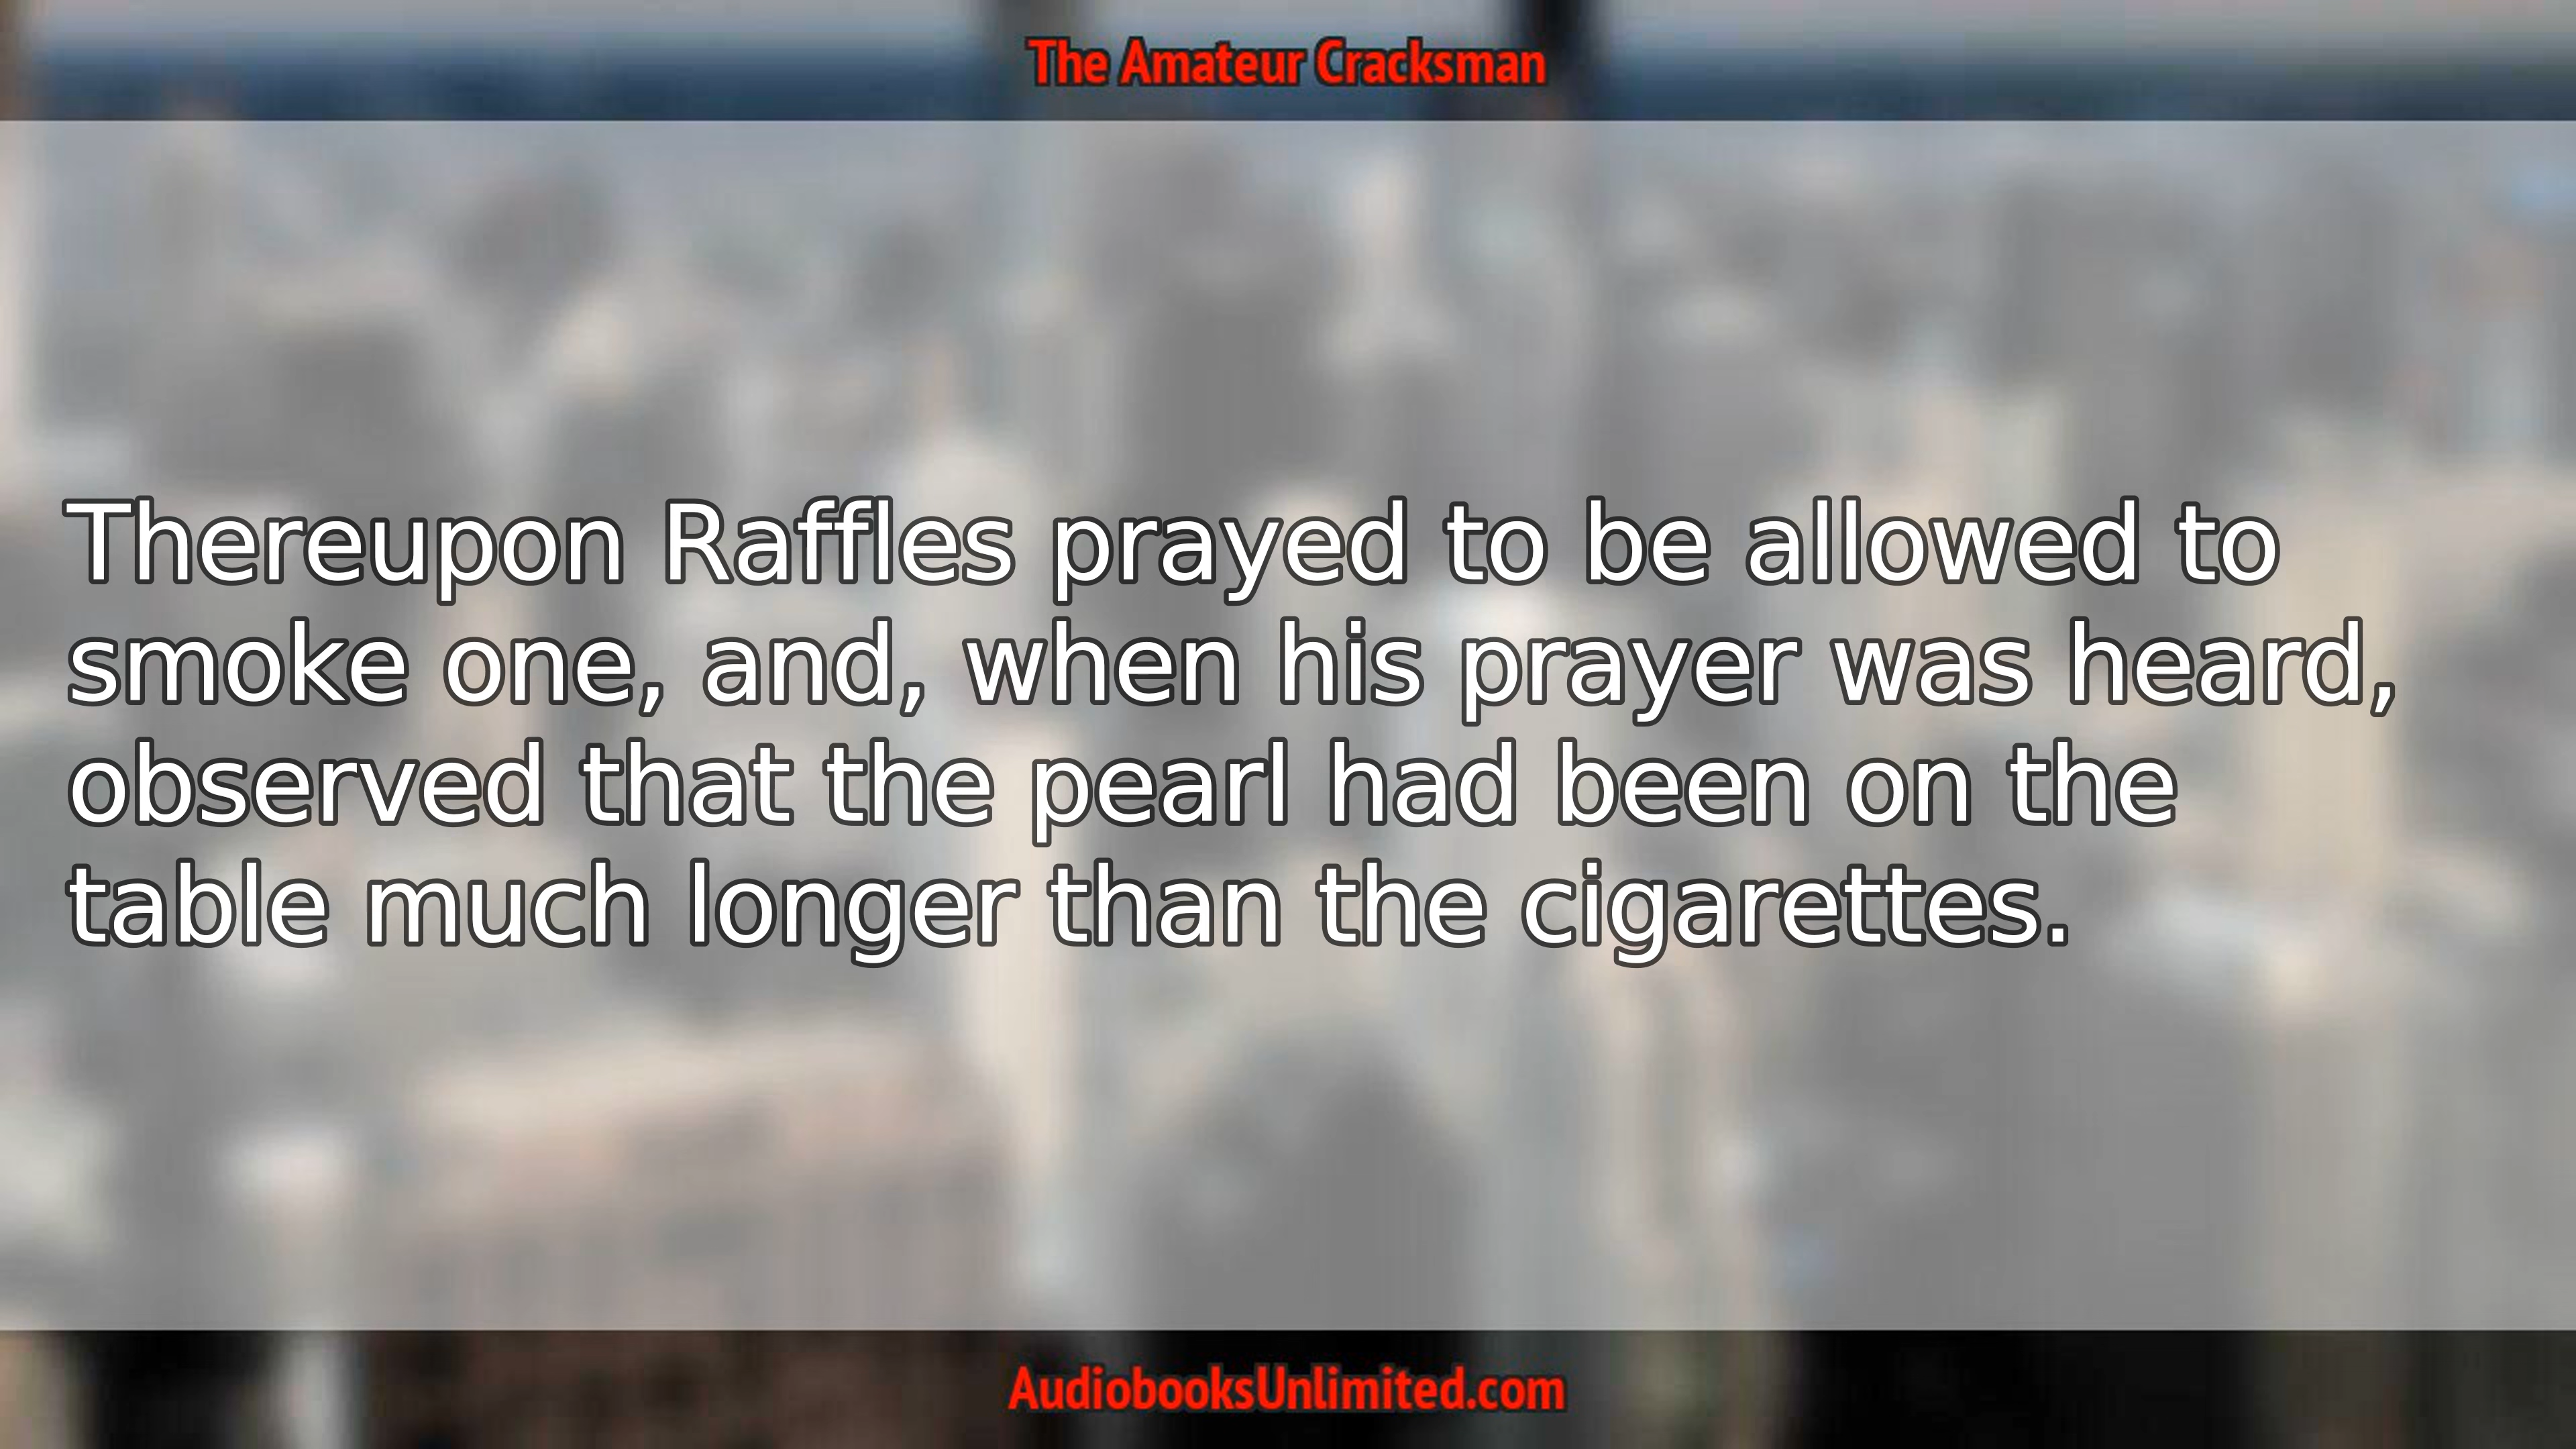 The Amateur Cracksman
Thereupon Raffles prayed to be allowed to
smoke one, and, when his prayer was heard,
observed that the pearl had been on the
table much longer than the cigarettes.
AudiobooksUnlimited.com